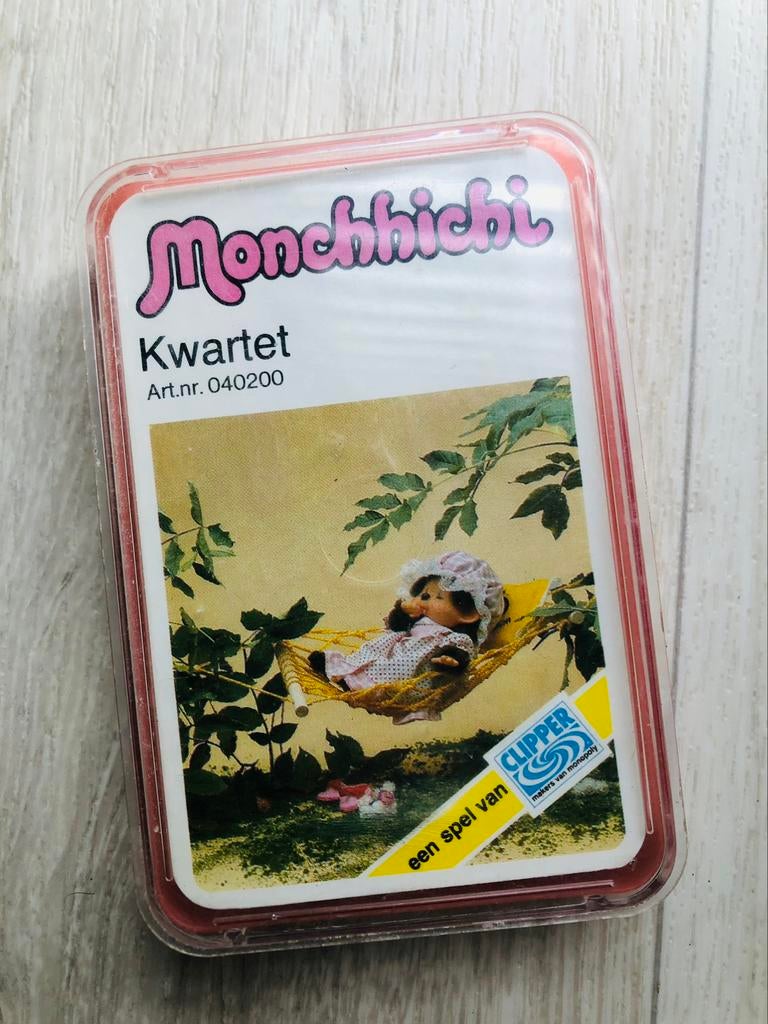 Monchhichi
Kwartet
Art.nr. 040200
een spel van
CLIPPER
makers van monopoly